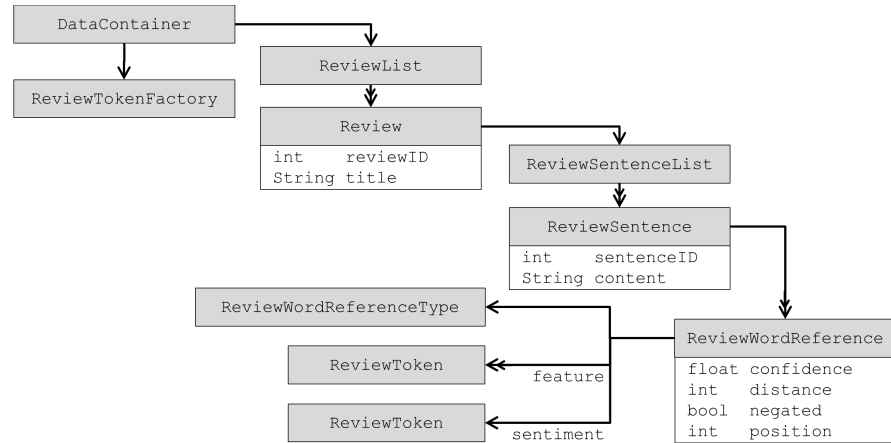 DataContainer
ReviewList
ReviewTokenFactory
Review
int reviewID
String title
ReviewSentenceList
ReviewSentence
int sentenceID
String content
ReviewWordReferenceType
ReviewWordReference
float confidence
int distance
bool negated
int position
ReviewToken
feature
ReviewToken
sentiment